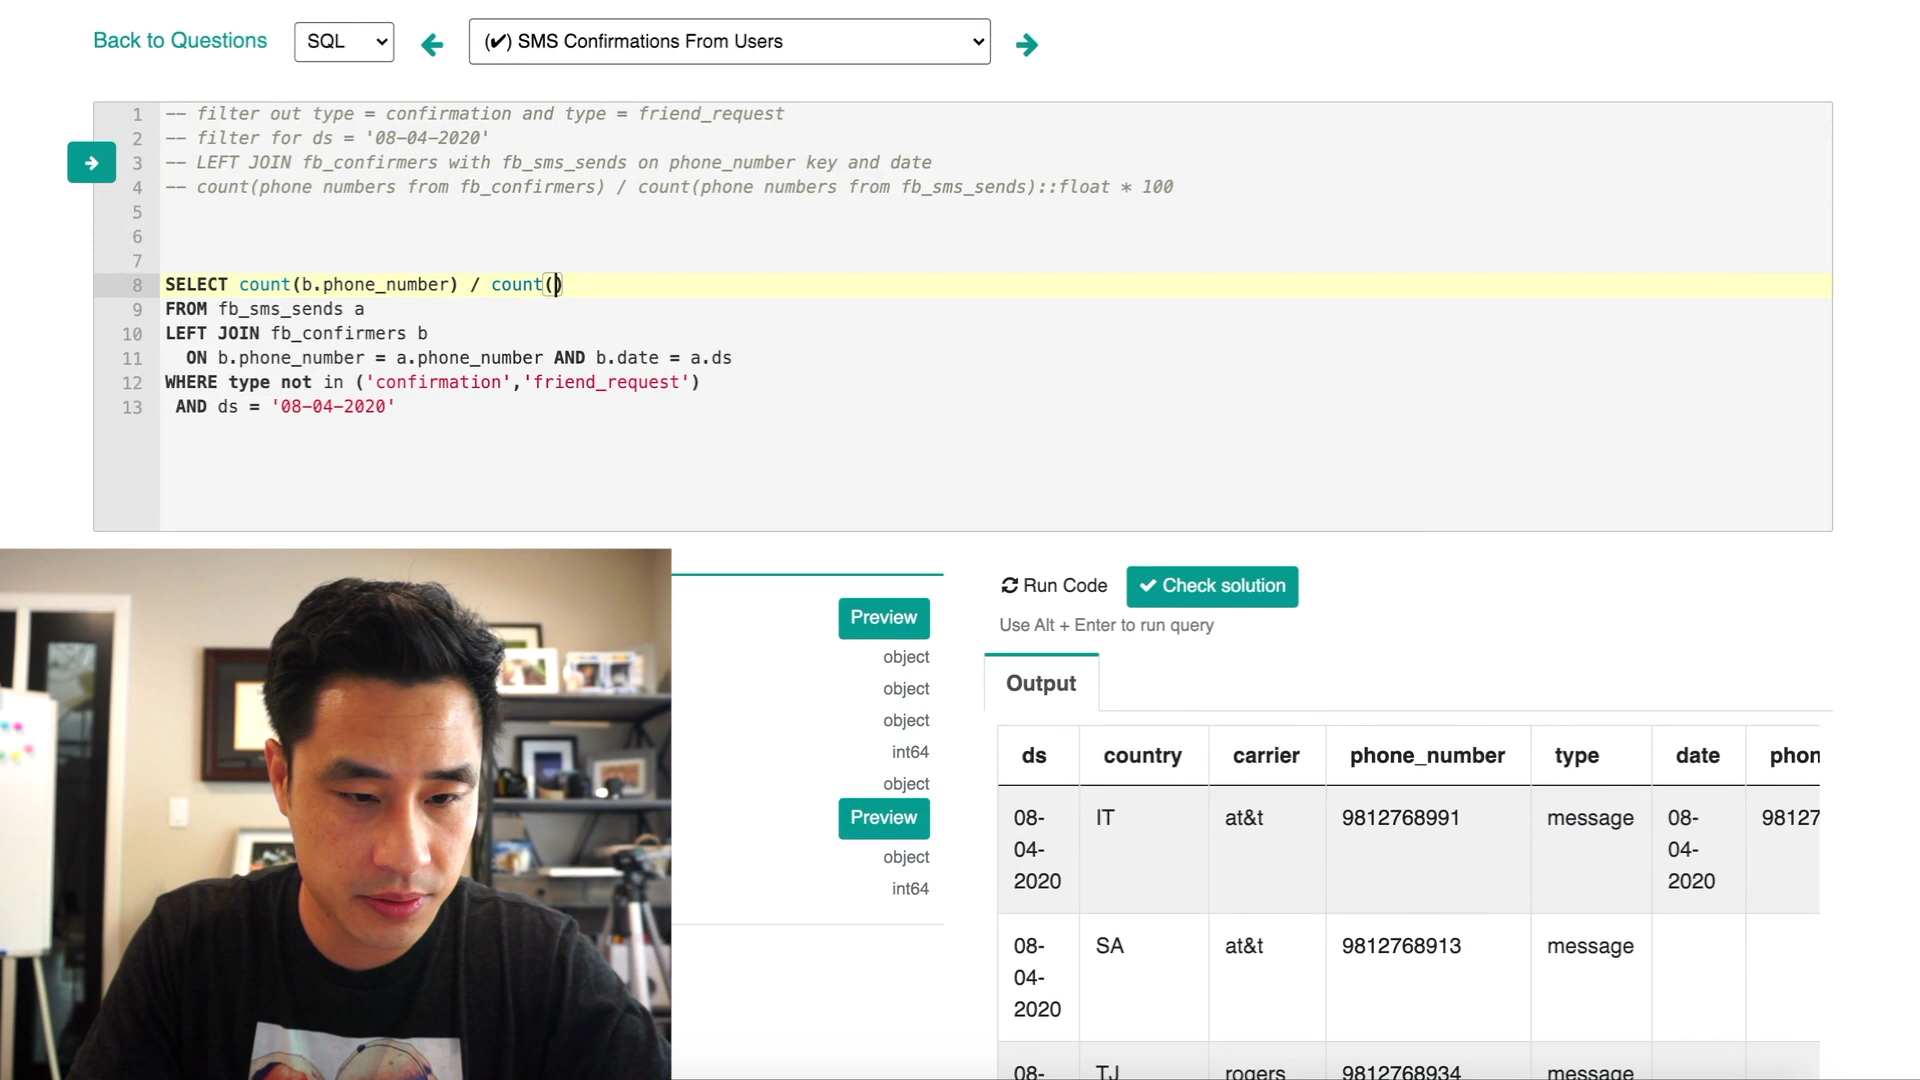 Back to Questions
SQL
(✔) SMS Confirmations From Users
1 -- filter out type = confirmation and type = friend_request
2 -- filter for ds = '08-04-2020'
3 -- LEFT JOIN fb_confirmers with fb_sms_sends on phone_number key and date
4 -- count(phone numbers from fb_confirmers) / count(phone numbers from fb_sms_sends)::float * 100
5
6
7
8 SELECT count(b.phone_number) / count()
9 FROM fb_sms_sends a
10 LEFT JOIN fb_confirmers b
11 ON b.phone_number = a.phone_number AND b.date = a.ds
12 WHERE type not in ('confirmation','friend_request')
13 AND ds = '08-04-2020'
Preview
object
object
object
int64
object
Preview
object
int64
Run Code
Check solution
Use Alt + Enter to run query
Output
ds country carrier phone_number type date phon
08-04-2020 IT at&t 9812768991 message 08-04-2020 98127
08-04-2020 SA at&t 9812768913 message
08- TJ rogers 9812768934 message